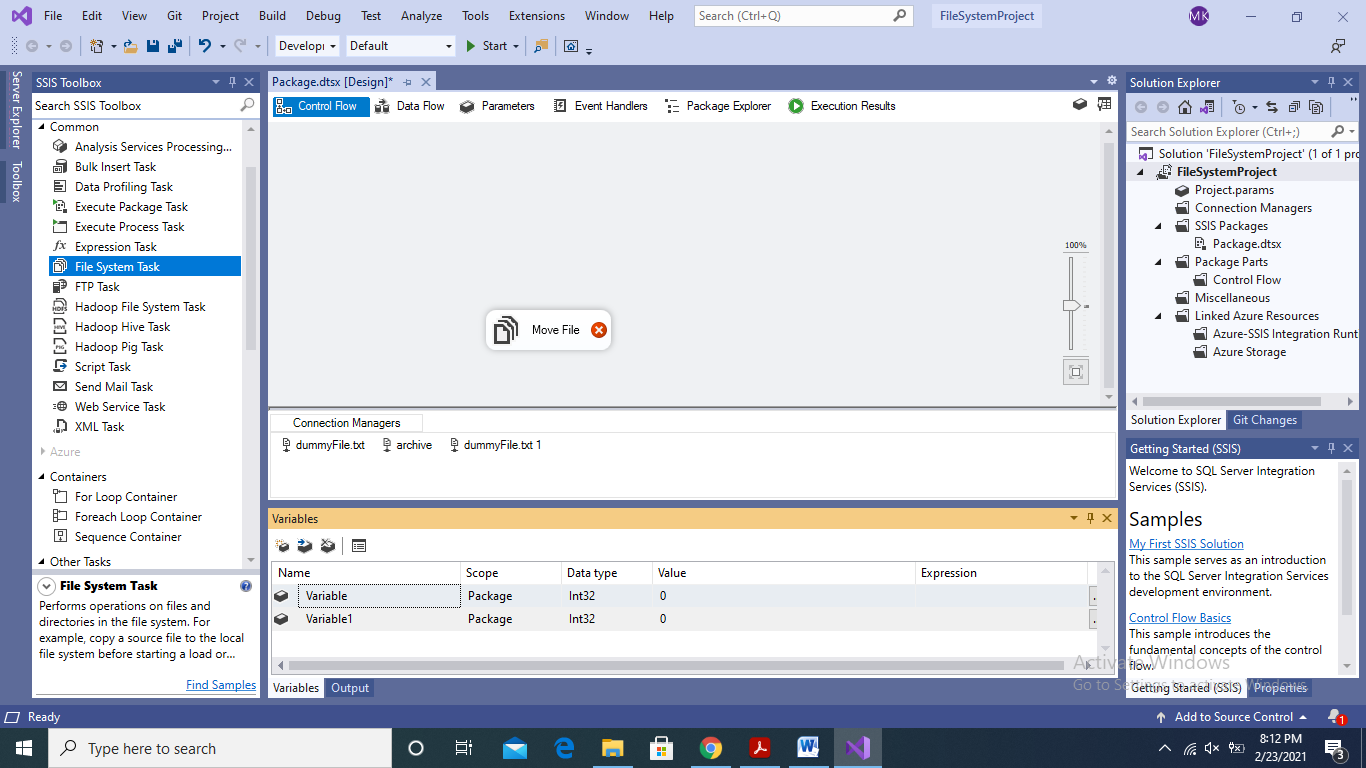 File Edit View Git Project Build Debug Test Analyze Tools Extensions Window Help Search (Ctrl+Q) FileSystemProject MK
Default Start
Server Explorer
Toolbox
SSIS Toolbox
Search SSIS Toolbox
Common
Analysis Services Processing...
Bulk Insert Task
Data Profiling Task
Execute Package Task
Execute Process Task
fx Expression Task
File System Task
FTP Task
HDFS Hadoop File System Task
HIVE Hadoop Hive Task
PIG Hadoop Pig Task
Script Task
Send Mail Task
Web Service Task
XML Task
Azure
Containers
For Loop Container
Foreach Loop Container
Sequence Container
Other Tasks
File System Task
Performs operations on files and
directories in the file system. For
example, copy a source file to the local
file system before starting a load or...
Find Samples
Package.dtsx [Design]*
Control Flow Data Flow Parameters Event Handlers Package Explorer Execution Results
100%
Move File
Connection Managers
dummyFile.txt archive dummyFile.txt 1
Variables
Name Scope Data type Value Expression
Variable Package Int32 0
Variable1 Package Int32 0
Variables Output
Solution Explorer
Search Solution Explorer (Ctrl+;)
Solution 'FileSystemProject' (1 of 1 pro
FileSystemProject
Project.params
Connection Managers
SSIS Packages
Package.dtsx
Package Parts
Control Flow
Miscellaneous
Linked Azure Resources
Azure-SSIS Integration Runt
Azure Storage
Solution Explorer Git Changes
Getting Started (SSIS)
Welcome to SQL Server Integration
Services (SSIS).
Samples
My First SSIS Solution
This sample serves as an introduction
to the SQL Server Integration Services
development environment.
Control Flow Basics
This sample introduces the
fundamental concepts of the control
flow.
Activate Windows
Go to Settings to activate Windows.
Getting Started (SSIS) Properties
Ready Add to Source Control 1
Type here to search
8:12 PM
2/23/2021
3